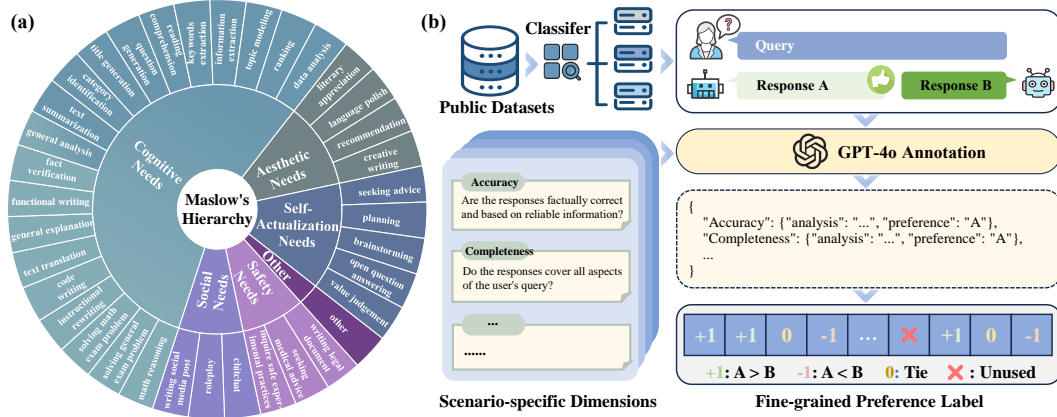 (a)
Maslow's
Hierarchy
Cognitive
Needs
Aesthetic
Needs
Self-
Actualization
Needs
Other
Safety
Needs
Social
Needs
data analysis
ranking
topic modeling
information
extraction
key words
extraction
reading
comprehension
question
generation
title generation
category
identification
text
summarization
general analysis
fact
verification
functional writing
general explanation
text translation
code
writing
instructional
rewriting
solving math
exam problem
solving general
exam problem
math reasoning
writing social
media post
roleplay
chitchat
inquire safe exper-
imental practices
seeking
medical advice
writing legal
document
other
value judgement
open question
answering
brainstorming
planning
seeking advice
creative
writing
recommendation
language polish
literary
appreciation
(b)
Classifer
Public Datasets
?
Query
Response A
Response B
GPT-4o Annotation
Accuracy
Are the responses factually correct
and based on reliable information?
Completeness
Do the responses cover all aspects
of the user's query?
...
......
Scenario-specific Dimensions
{
"Accuracy": {"analysis": "...", "preference": "A"},
"Completeness": {"analysis": "...", "preference": "A"},
...
}
+1 +1 0 -1 ... +1 0 -1
+1: A > B -1: A < B 0: Tie : Unused
Fine-grained Preference Label